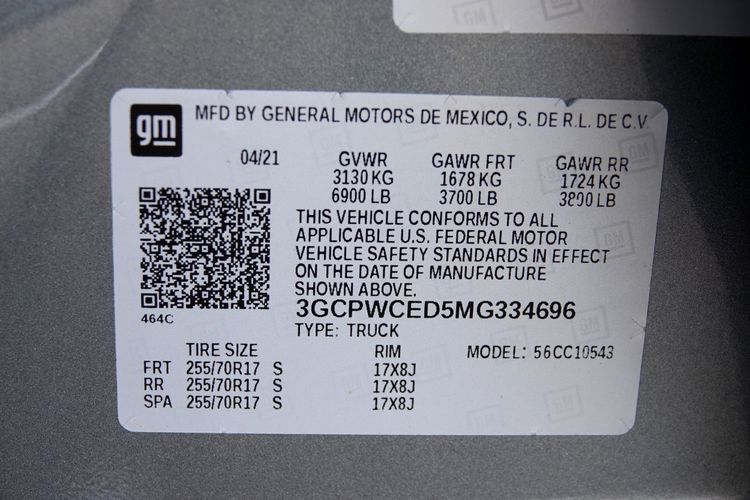 gm
MFD BY GENERAL MOTORS DE MEXICO, S. DE R.L. DE C.V.
04/21 GVWR GAWR FRT GAWR RR
3130 KG 1678 KG 1724 KG
6900 LB 3700 LB 3800 LB
THIS VEHICLE CONFORMS TO ALL
APPLICABLE U.S. FEDERAL MOTOR
VEHICLE SAFETY STANDARDS IN EFFECT
ON THE DATE OF MANUFACTURE
SHOWN ABOVE.
464C
3GCPWCED5MG334696
TYPE: TRUCK
TIRE SIZE RIM MODEL: 56CC10543
FRT 255/70R17 S 17X8J
RR 255/70R17 S 17X8J
SPA 255/70R17 S 17X8J